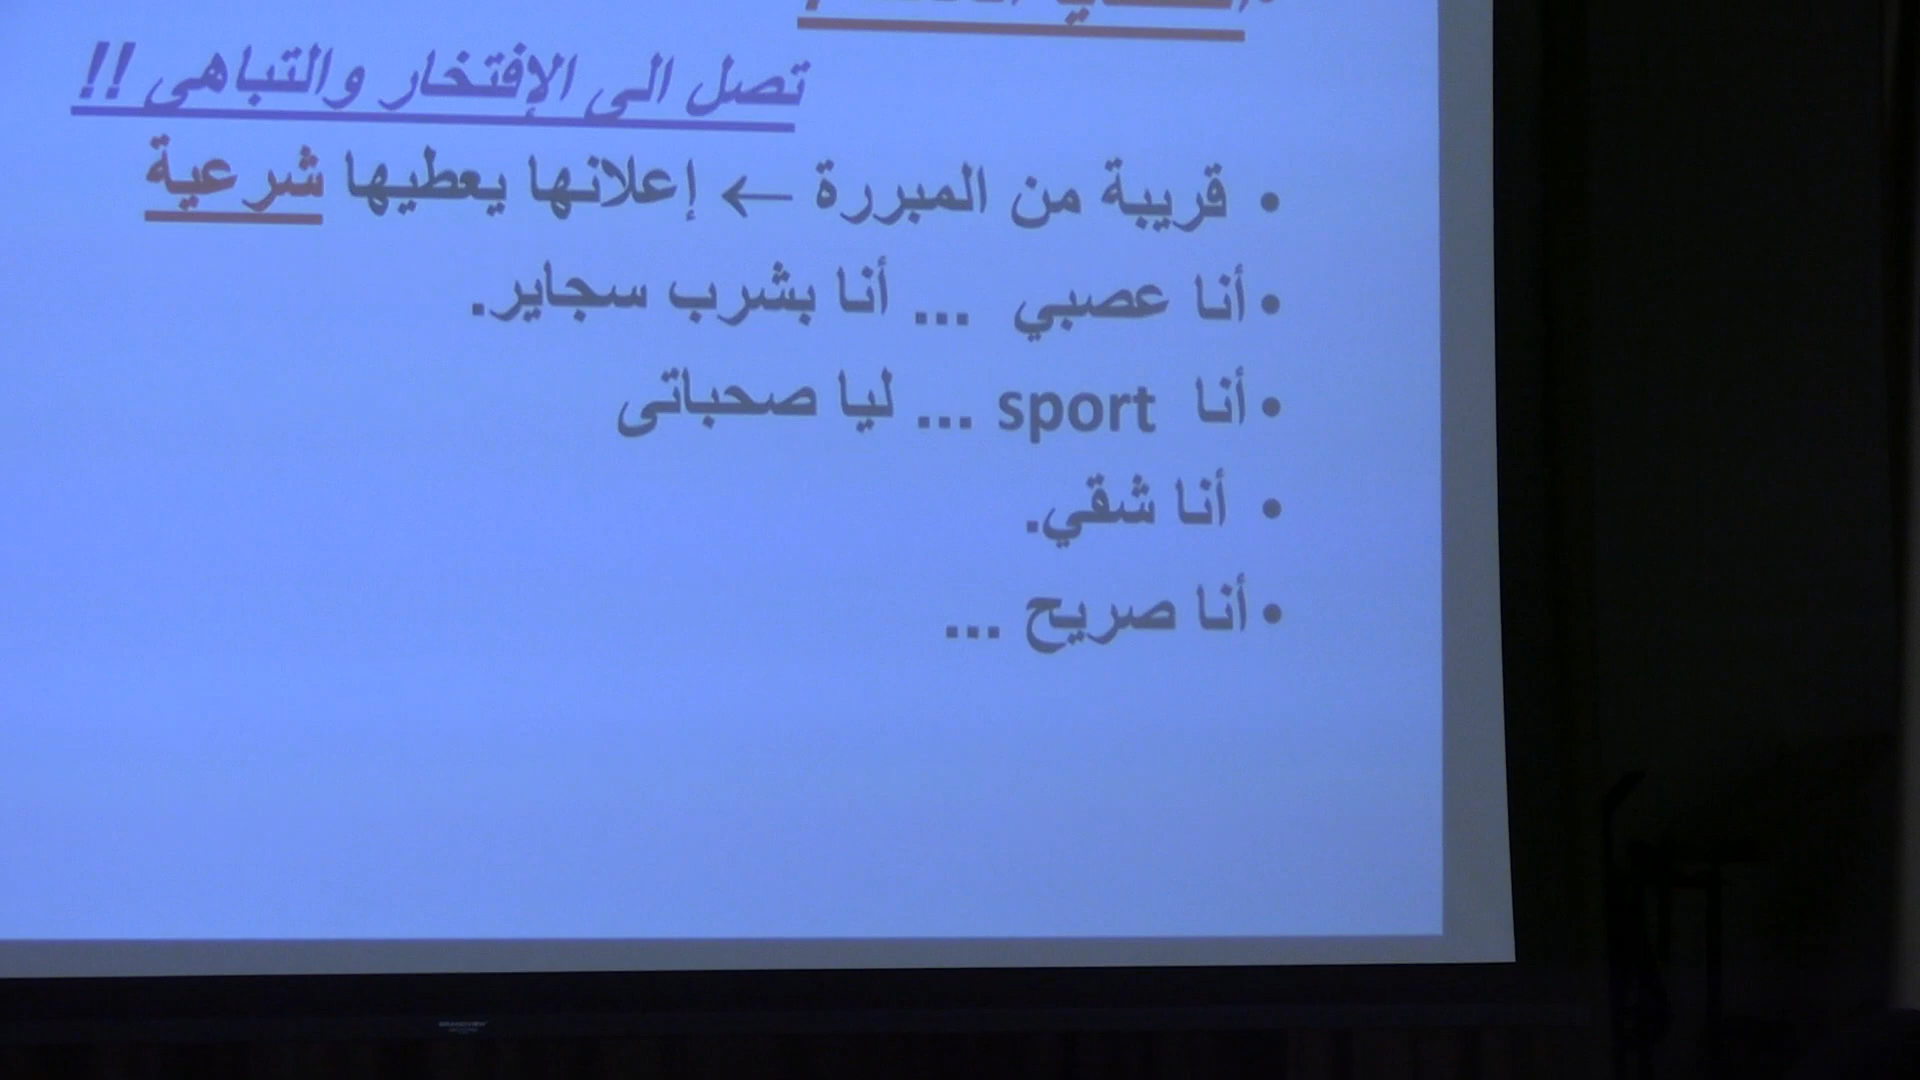 تصل الى الإفتخار والتباهى !!
• قريبة من المبررة ← إعلانها يعطيها شرعية
• أنا عصبي ... أنا بشرب سجاير.
• أنا sport ... ليا صحباتى
• أنا شقي.
• أنا صريح ...